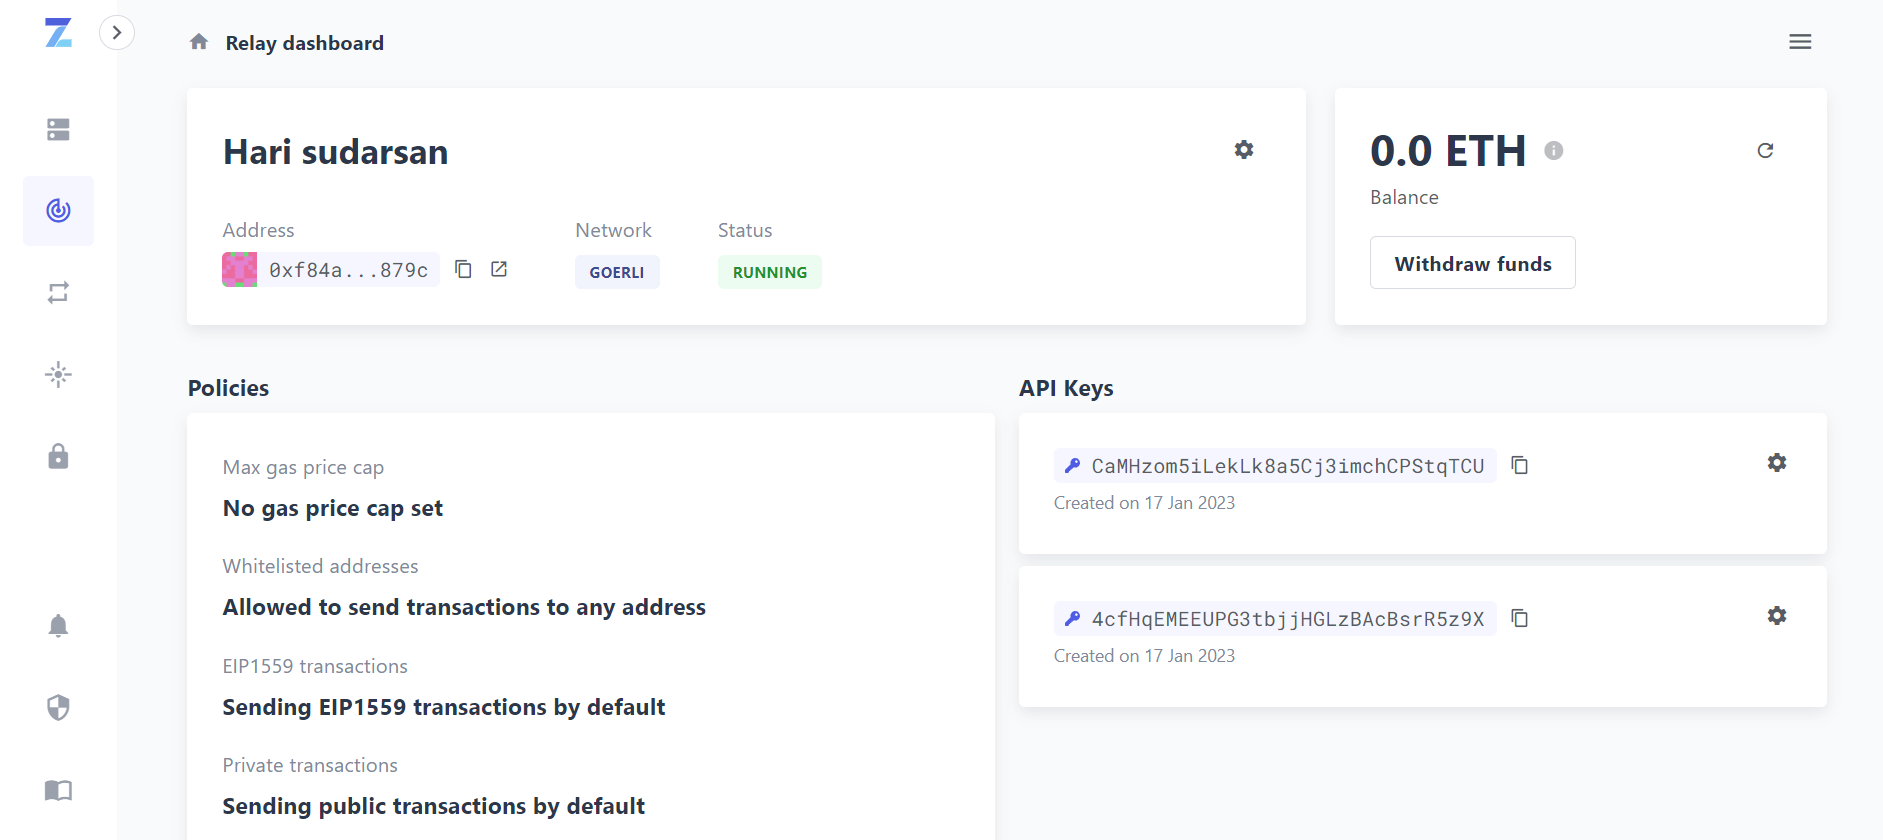 Relay dashboard
Hari sudarsan
Address
0xf84a...879c
Network
GOERLI
Status
RUNNING
0.0 ETH
Balance
Withdraw funds
Policies
Max gas price cap
No gas price cap set
Whitelisted addresses
Allowed to send transactions to any address
EIP1559 transactions
Sending EIP1559 transactions by default
Private transactions
Sending public transactions by default
API Keys
CaMHzom5iLekLk8a5Cj3imchCPStqTCU
Created on 17 Jan 2023
4cfHqEMEEUPG3tbjjHGLzBAcBsrR5z9X
Created on 17 Jan 2023